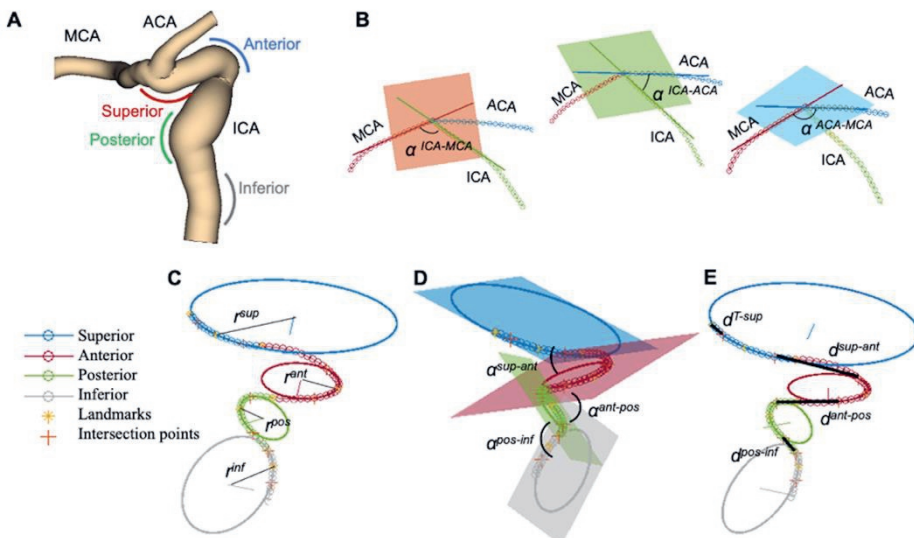 A
MCA
ACA
Anterior
Superior
Posterior
ICA
Inferior
B
MCA
ACA
α ICA-MCA
ICA
MCA
ACA
α ICA-ACA
ICA
MCA
ACA
α ACA-MCA
ICA
Superior
Anterior
Posterior
Inferior
Landmarks
Intersection points
C
r sup
r ant
r pos
r inf
D
α sup-ant
α ant-pos
α pos-inf
E
d T-sup
d sup-ant
d ant-pos
d pos-inf